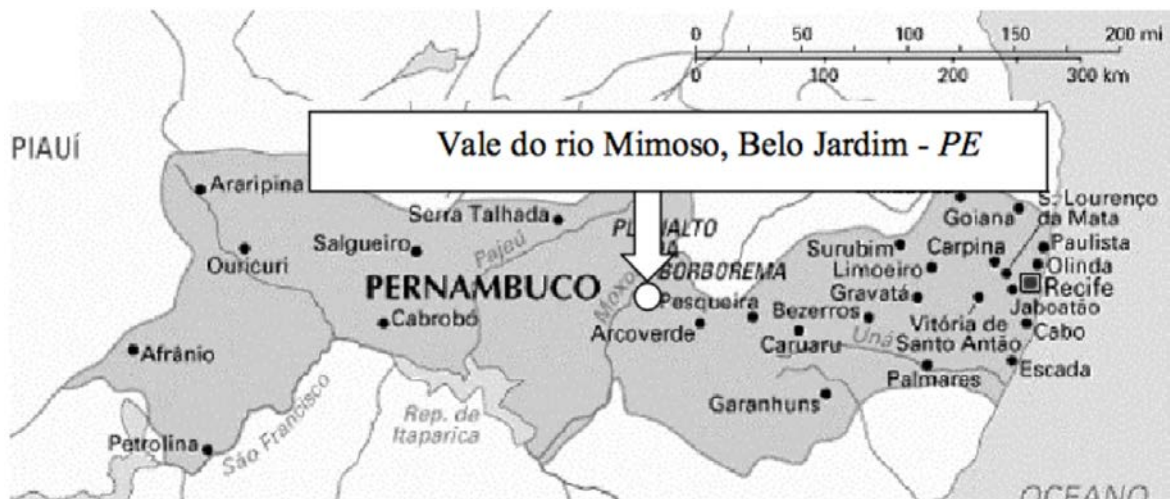 0 50 100 150 200 mi
0 100 200 300 km
PIAUÍ
Vale do rio Mimoso, Belo Jardim - PE
Araripina
Serra Talhada
Goiana
S. Lourenço
da Mata
Salgueiro
Pajeú
Surubim
Carpina
Paulista
Ouricuri
BORBOREMA
Limoeiro
Olinda
PERNAMBUCO
Pesqueira
Gravatá
Recife
Cabrobó
Arcoverde
Bezerros
Jaboatão
Caruaru
Vitória de
Santo Antão
Cabo
Afrânio
Palmares
Escada
Garanhuns
Rep. de
Itaparica
Petrolina
São Francisco
OCEANO